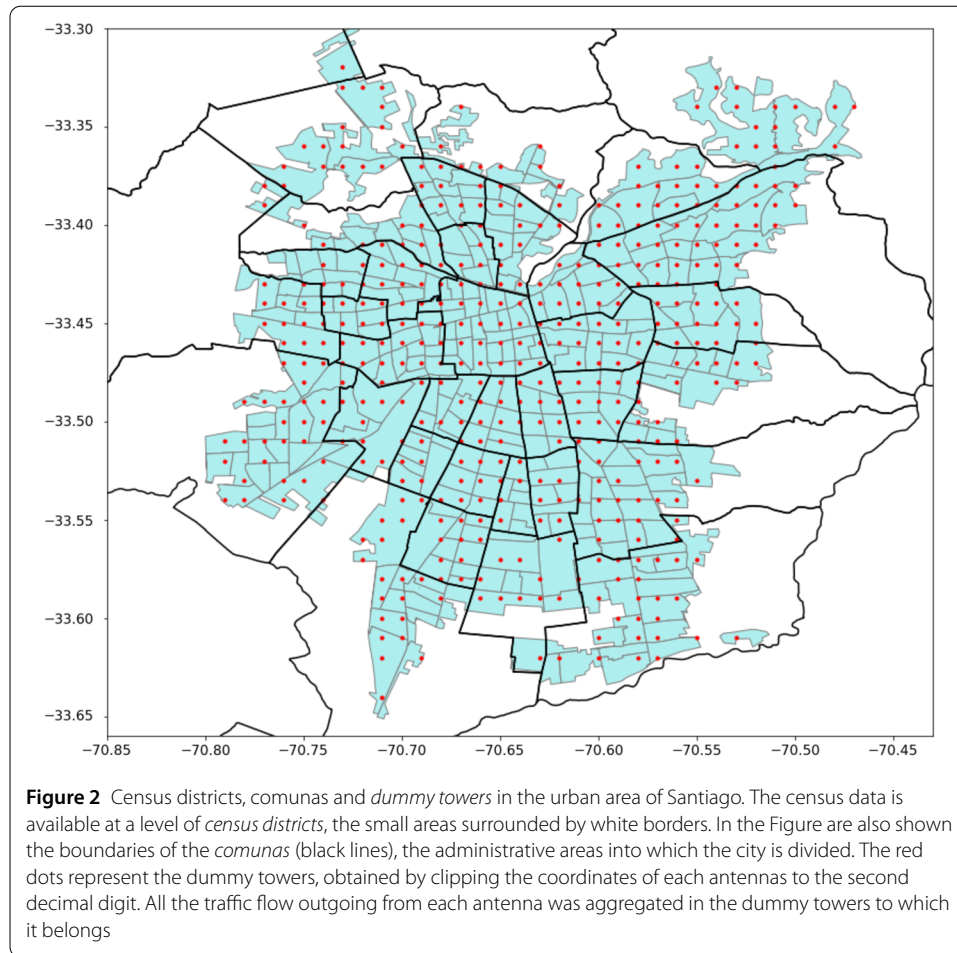 −33.30
−33.35
−33.40
−33.45
−33.50
−33.55
−33.60
−33.65
−70.85 −70.80 −70.75 −70.70 −70.65 −70.60 −70.55 −70.50 −70.45
Figure 2 Census districts, comunas and dummy towers in the urban area of Santiago. The census data is
available at a level of census districts, the small areas surrounded by white borders. In the Figure are also shown
the boundaries of the comunas (black lines), the administrative areas into which the city is divided. The red
dots represent the dummy towers, obtained by clipping the coordinates of each antennas to the second
decimal digit. All the traffic flow outgoing from each antenna was aggregated in the dummy towers to which
it belongs